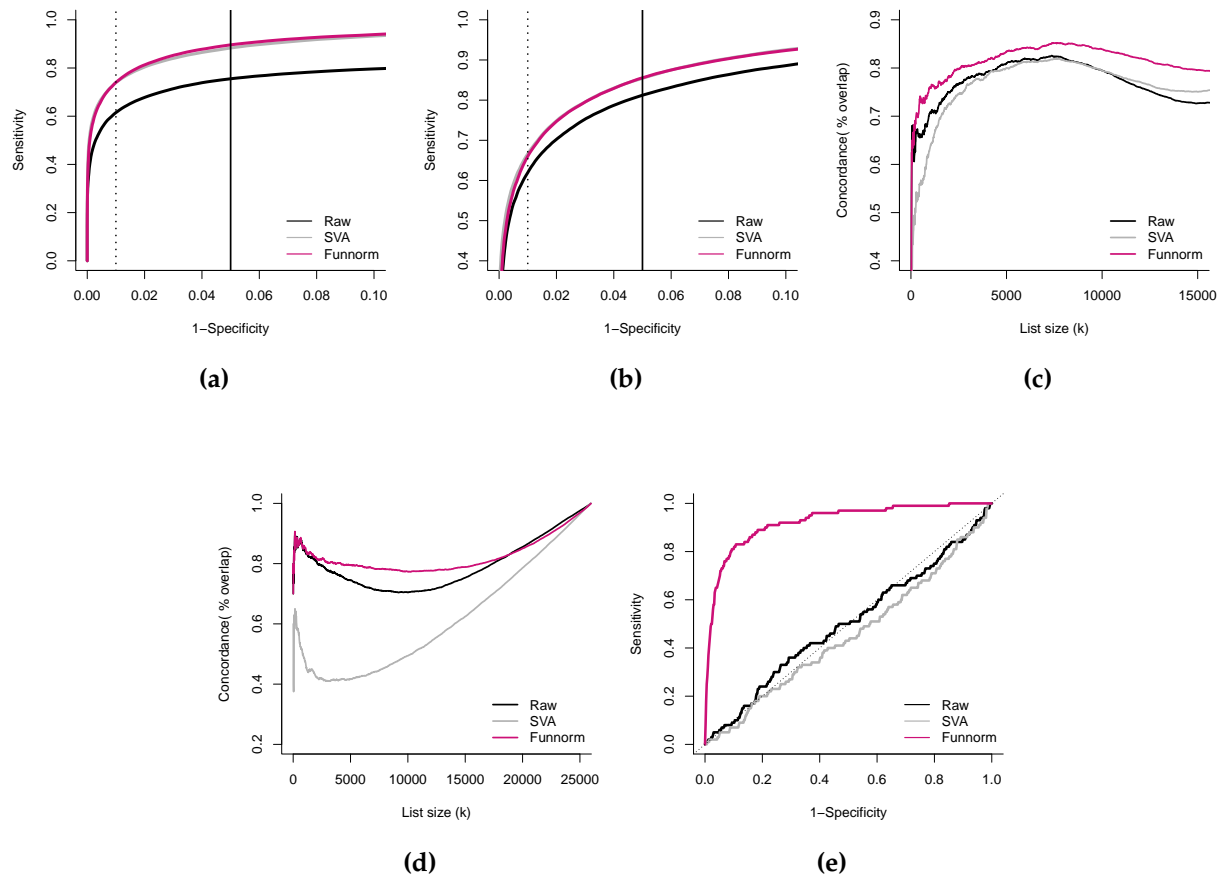 Sensitivity
0.0 0.2 0.4 0.6 0.8 1.0
Raw
SVA
Funnorm
0.00 0.02 0.04 0.06 0.08 0.10
1−Specificity
(a)
Sensitivity
0.4 0.5 0.6 0.7 0.8 0.9 1.0
Raw
SVA
Funnorm
0.00 0.02 0.04 0.06 0.08 0.10
1−Specificity
(b)
Concordance( % overlap)
0.4 0.5 0.6 0.7 0.8 0.9
Raw
SVA
Funnorm
0 5000 10000 15000
List size (k)
(c)
Concordance( % overlap)
0.2 0.4 0.6 0.8 1.0
Raw
SVA
Funnorm
0 5000 10000 15000 20000 25000
List size (k)
(d)
Sensitivity
0.0 0.2 0.4 0.6 0.8 1.0
Raw
SVA
Funnorm
0.0 0.2 0.4 0.6 0.8 1.0
1−Specificity
(e)